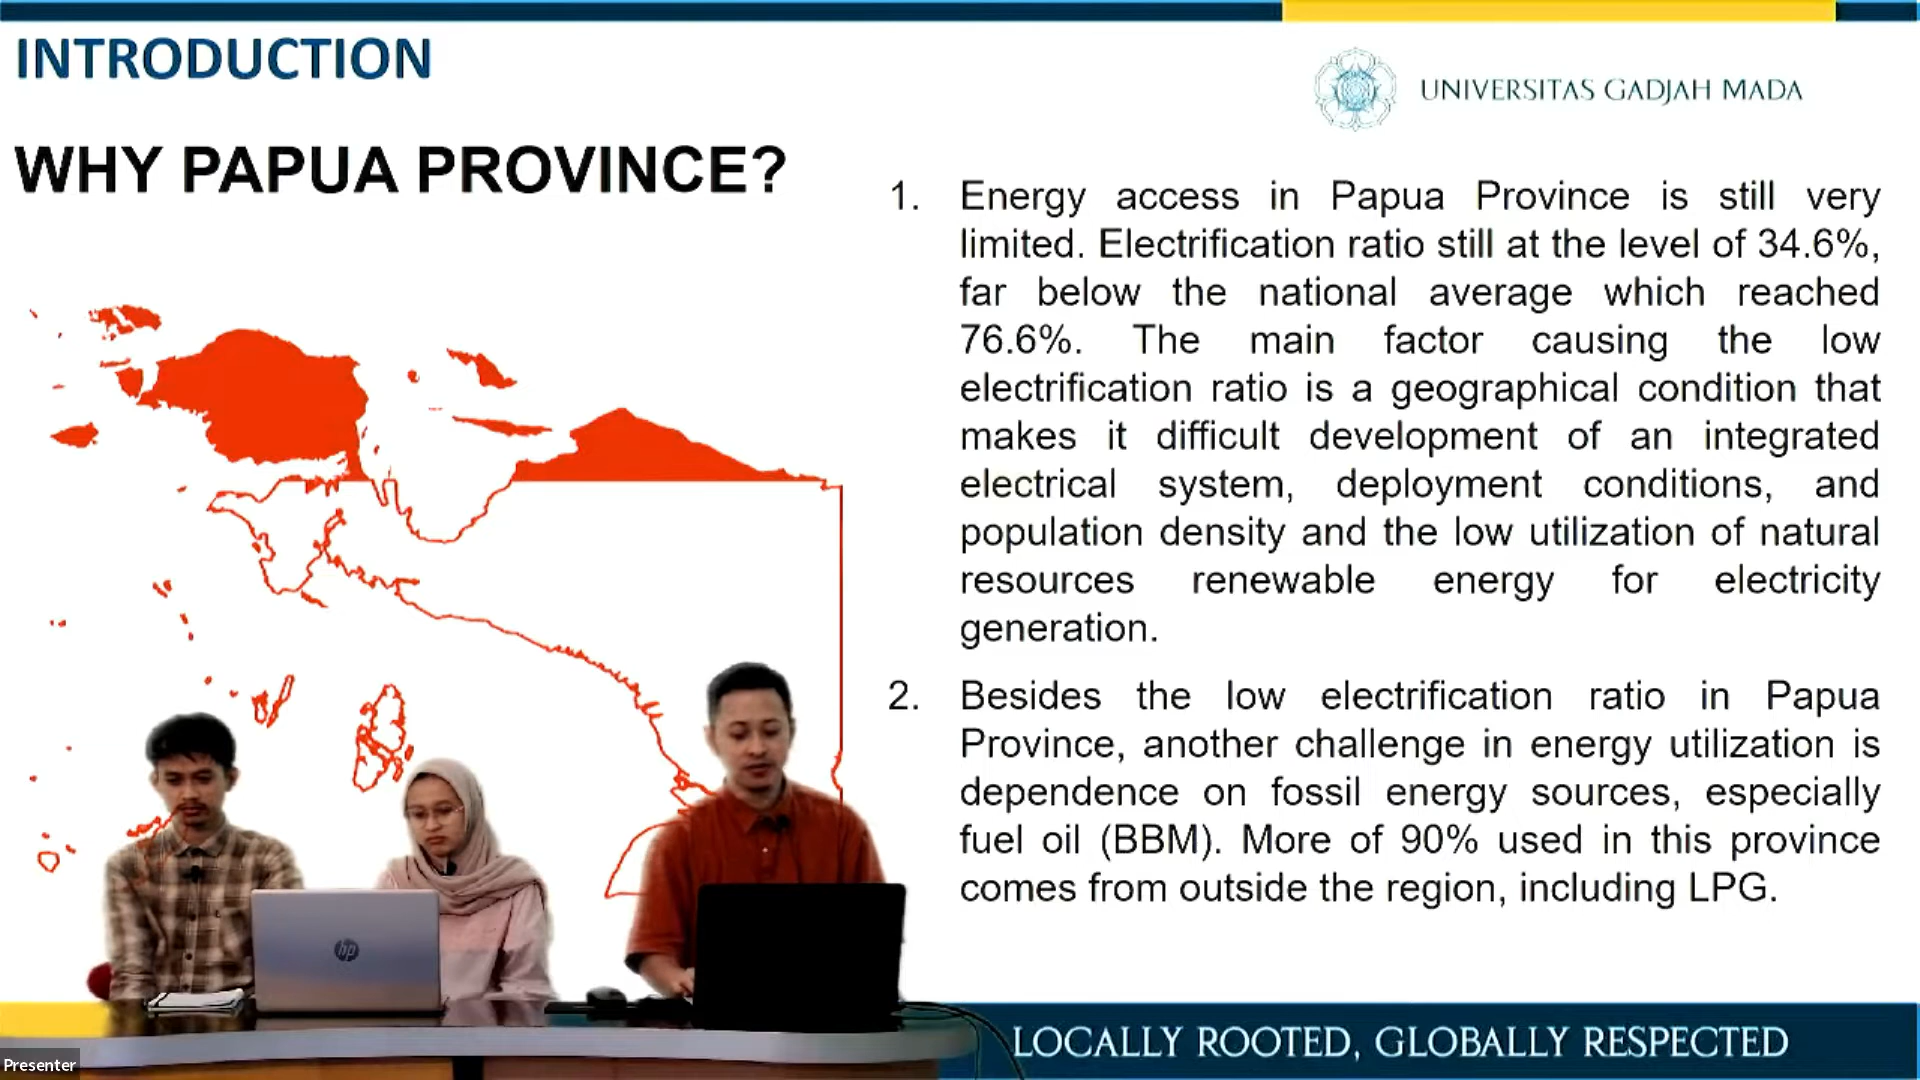 INTRODUCTION
UNIVERSITAS GADJAH MADA
WHY PAPUA PROVINCE?
1. Energy access in Papua Province is still very
limited. Electrification ratio still at the level of 34.6%,
far below the national average which reached
76.6%. The main factor causing the low
electrification ratio is a geographical condition that
makes it difficult development of an integrated
electrical system, deployment conditions, and
population density and the low utilization of natural
resources renewable energy for electricity
generation.
2. Besides the low electrification ratio in Papua
Province, another challenge in energy utilization is
dependence on fossil energy sources, especially
fuel oil (BBM). More of 90% used in this province
comes from outside the region, including LPG.
hp
LOCALLY ROOTED, GLOBALLY RESPECTED
Presenter